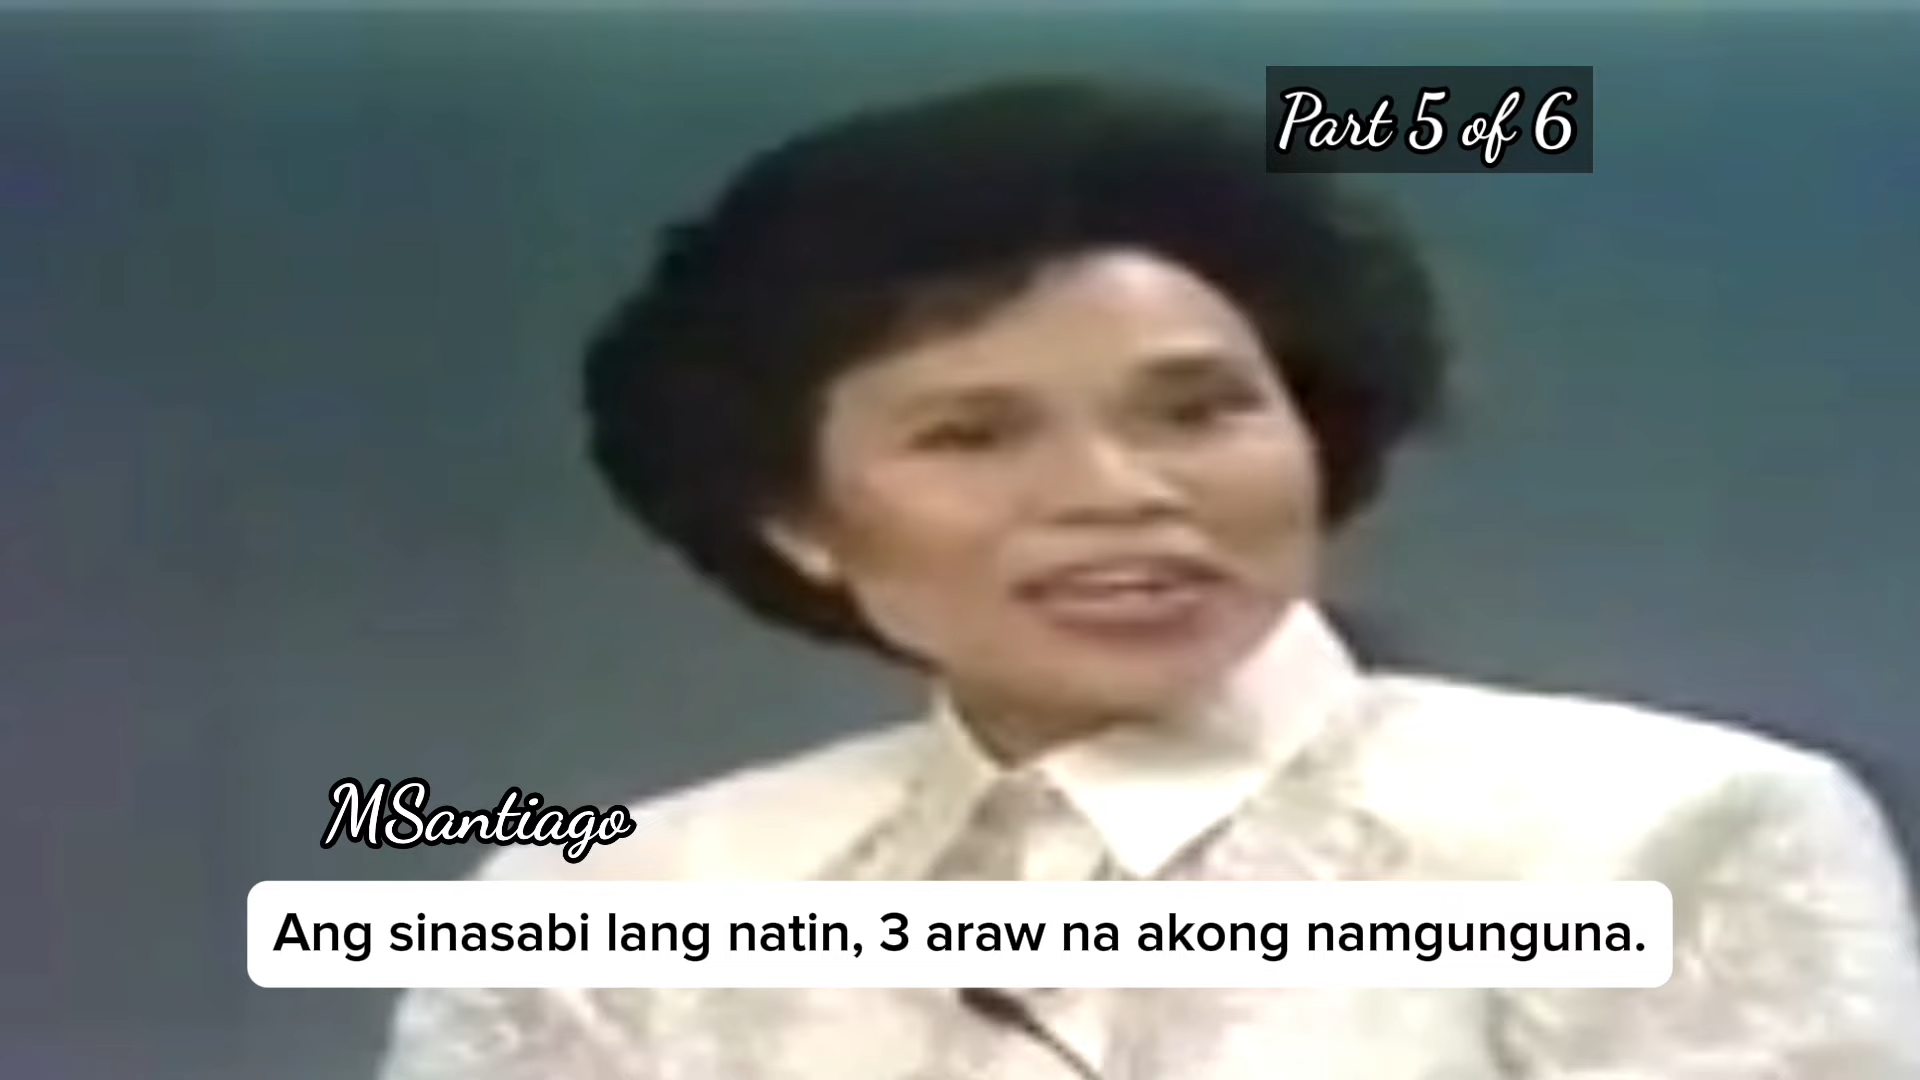 Part 5 of 6
MSantiago
Ang sinasabi lang natin, 3 araw na akong namgunguna.